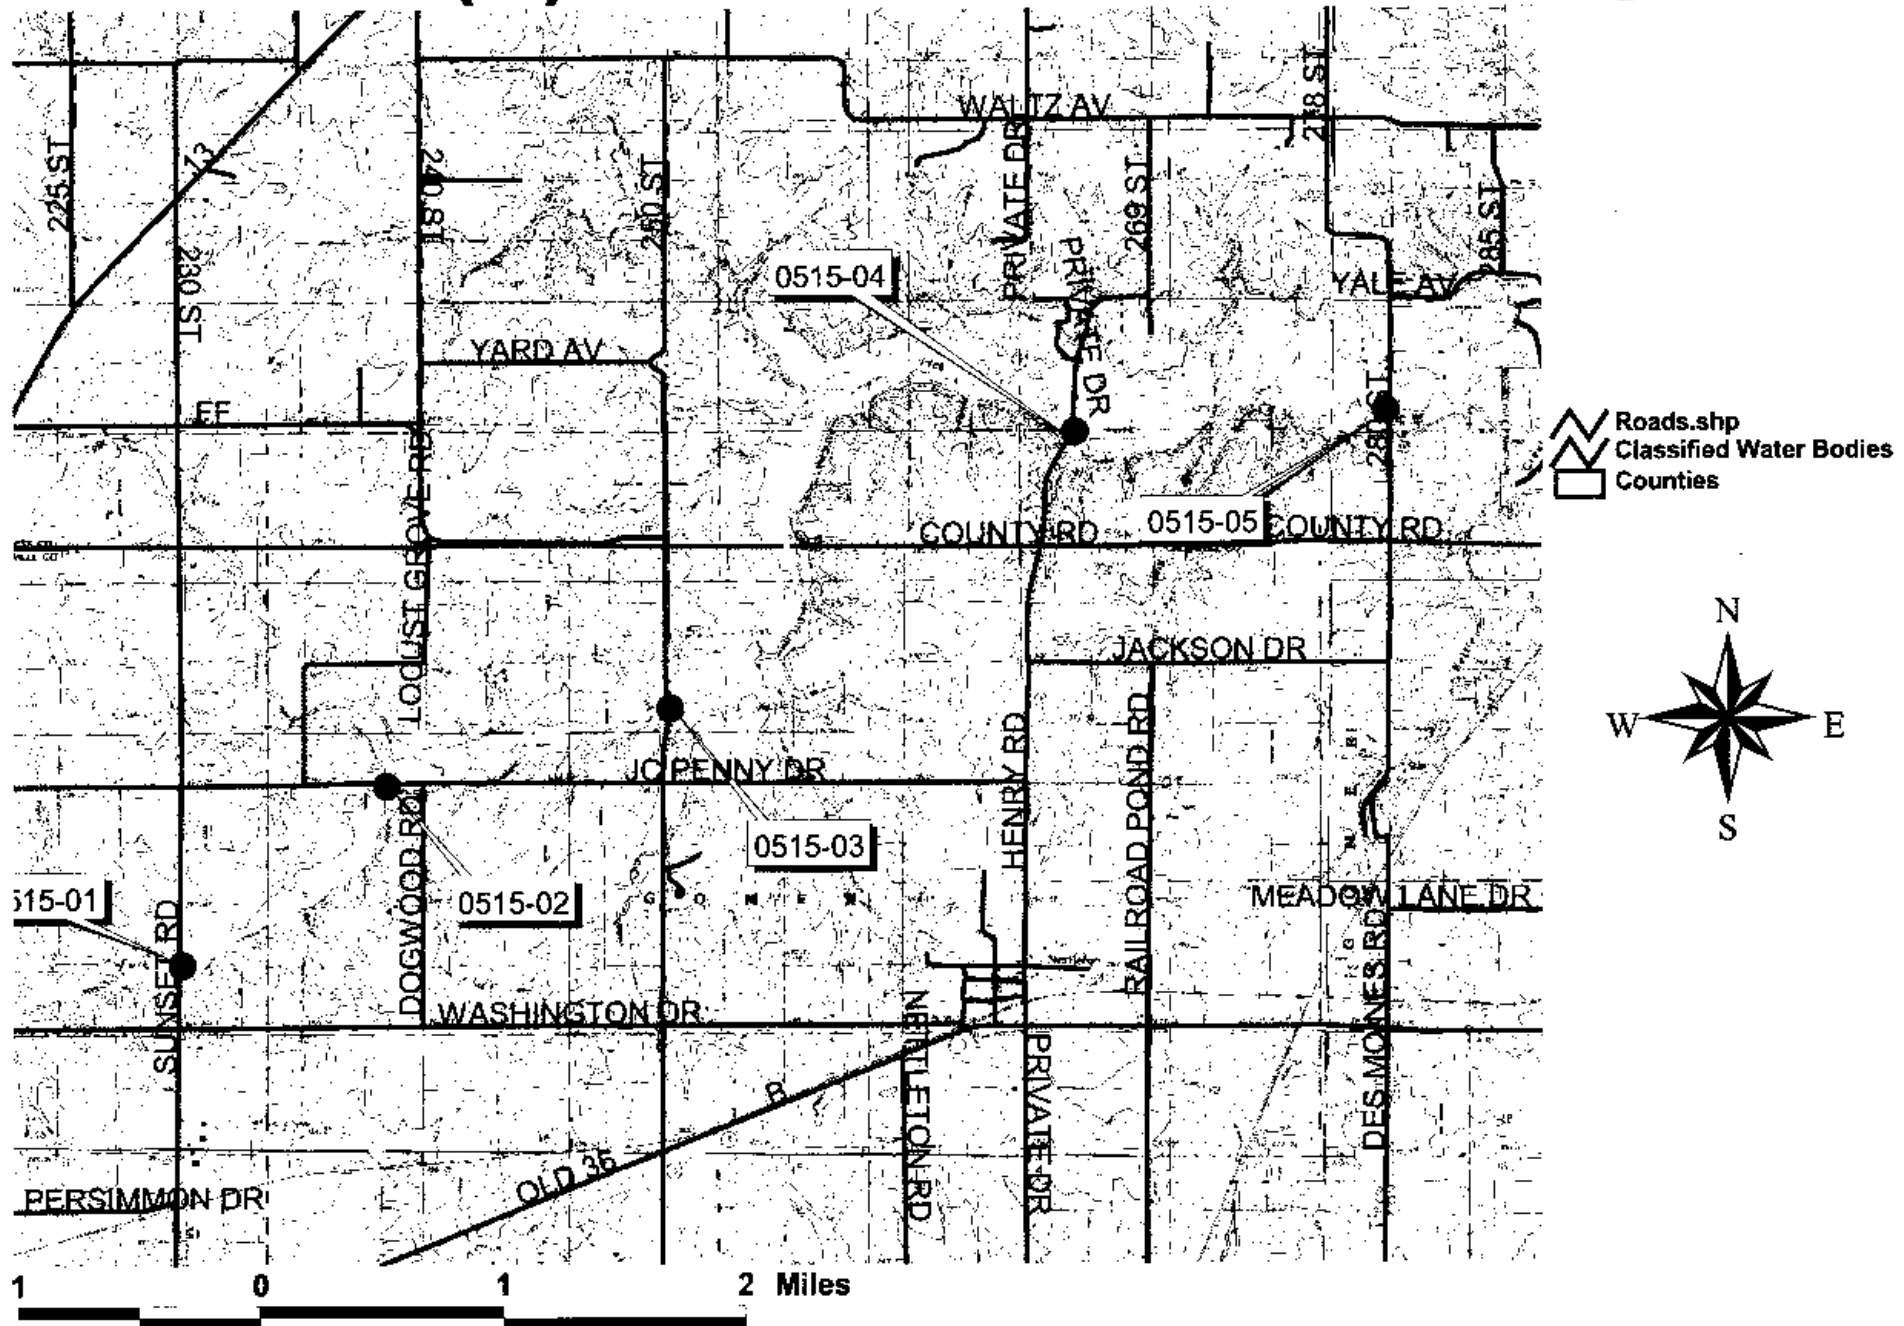 WALTZ AV
278 ST
225 ST
13
240 ST
250 ST
PRIVATE DR
269 ST
285 ST
230 ST
PRIVATE DR
0515-04
YALE AV
YARD AV
EF
280 ST
Roads.shp
Classified Water Bodies
Counties
LOCUST GROVE RD
COUNTY RD
0515-05
COUNTY RD
N
W
E
S
JACKSON DR
HENRY RD
RAILROAD POND RD
JC PENNY DR
0515-03
DOGWOOD RD
515-01
0515-02
G O M E R
MEADOW LANE DR
SUNSET RD
DES MOINES RD
WASHINGTON DR
NETTLETON RD
PRIVATE DR
B
OLD 36
PERSIMMON DR
1 0 1 2 Miles